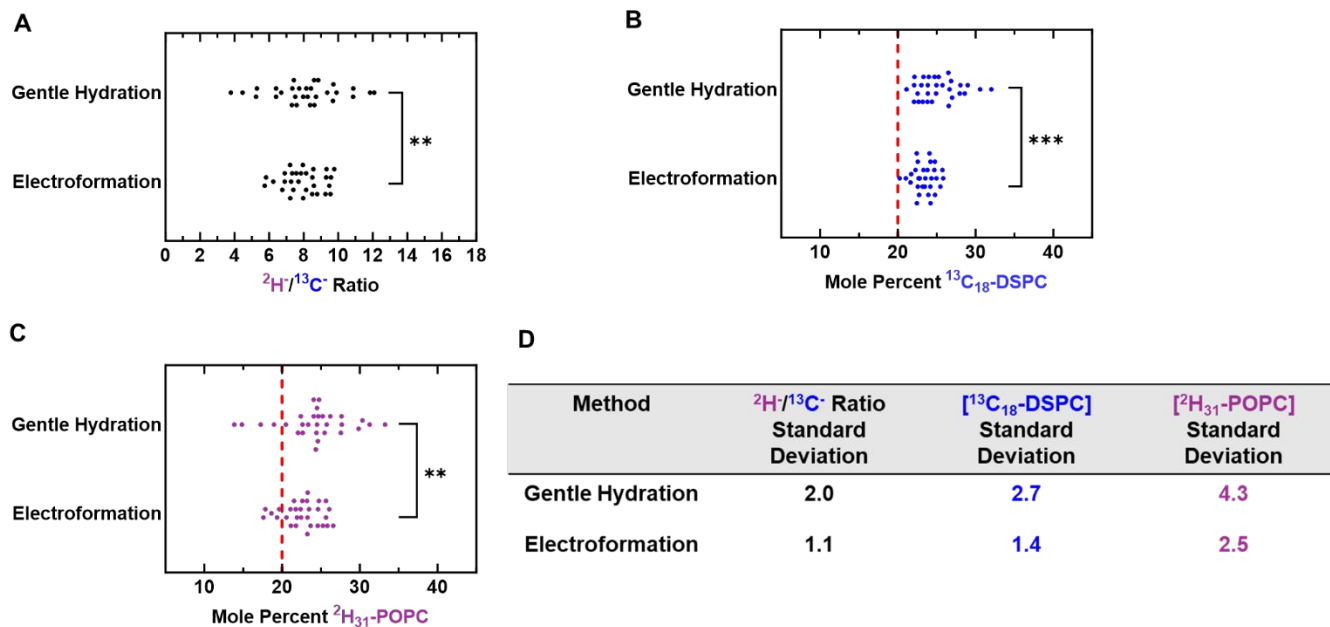 A
Gentle Hydration
Electroformation
**
0 2 4 6 8 10 12 14 16 18
²H⁻/¹³C⁻ Ratio
B
Gentle Hydration
Electroformation
***
10 20 30 40
Mole Percent ¹³C₁₈-DSPC
C
Gentle Hydration
Electroformation
**
10 20 30 40
Mole Percent ²H₃₁-POPC
D
Method ²H⁻/¹³C⁻ Ratio [¹³C₁₈-DSPC] [²H₃₁-POPC]
Standard Standard Standard
Deviation Deviation Deviation
Gentle Hydration 2.0 2.7 4.3
Electroformation 1.1 1.4 2.5